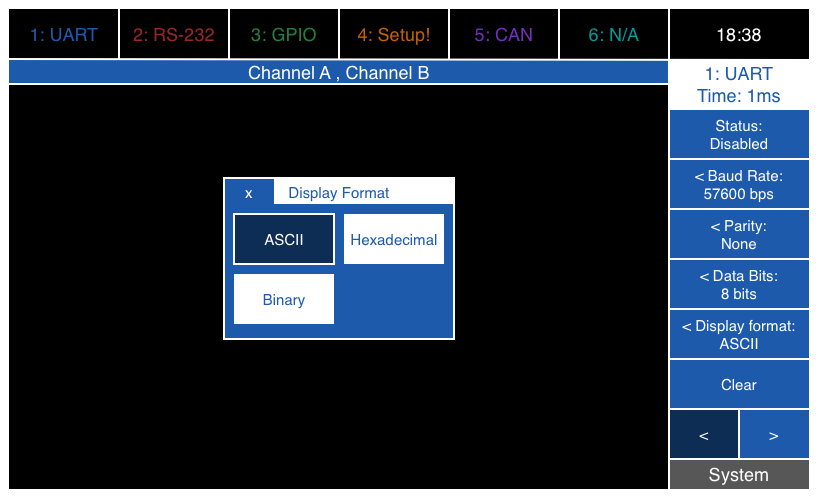 1: UART 2: RS-232 3: GPIO 4: Setup! 5: CAN 6: N/A 18:38
Channel A , Channel B
1: UART
Time: 1ms
Status:
Disabled
< Baud Rate:
57600 bps
< Parity:
None
< Data Bits:
8 bits
< Display format:
ASCII
Clear
< >
System
x Display Format
ASCII Hexadecimal
Binary